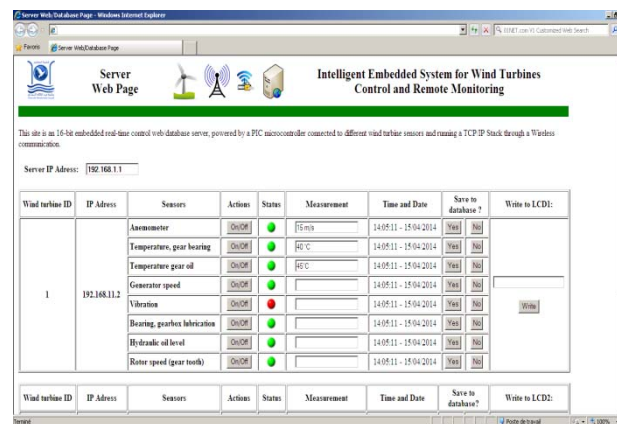 Server Web/Database Page - Windows Internet Explorer
Favoris Server Web/Database Page
Server
Web Page
Intelligent Embedded System for Wind Turbines
Control and Remote Monitoring
This site is an 16-bit embedded real-time control web/database server, powered by a PIC microcontroller connected to different wind turbine sensors and running a TCP/IP Stack through a Wireless
communication.
Server IP Adress: 192.168.1.1
Wind turbine ID IP Adress Sensors Actions Status Measurement Time and Date Save to database ? Write to LCD1:
1 192.168.11.2
Anemometer On/Off 15 m/s 14:05:11 - 15/04/2014 Yes No
Temperature, gear bearing On/Off 40 °C 14:05:11 - 15/04/2014 Yes No
Temperature gear oil On/Off 45°C 14:05:11 - 15/04/2014 Yes No
Generator speed On/Off 14:05:11 - 15/04/2014 Yes No
Vibration On/Off 14:05:11 - 15/04/2014 Yes No
Write
Bearing, gearbox lubrication On/Off 14:05:11 - 15/04/2014 Yes No
Hydraulic oil level On/Off 14:05:11 - 15/04/2014 Yes No
Rotor speed (gear tooth) On/Off 14:05:11 - 15/04/2014 Yes No
Wind turbine ID IP Adress Sensors Actions Status Measurement Time and Date Save to database? Write to LCD2:
Terminé Poste de travail 100%